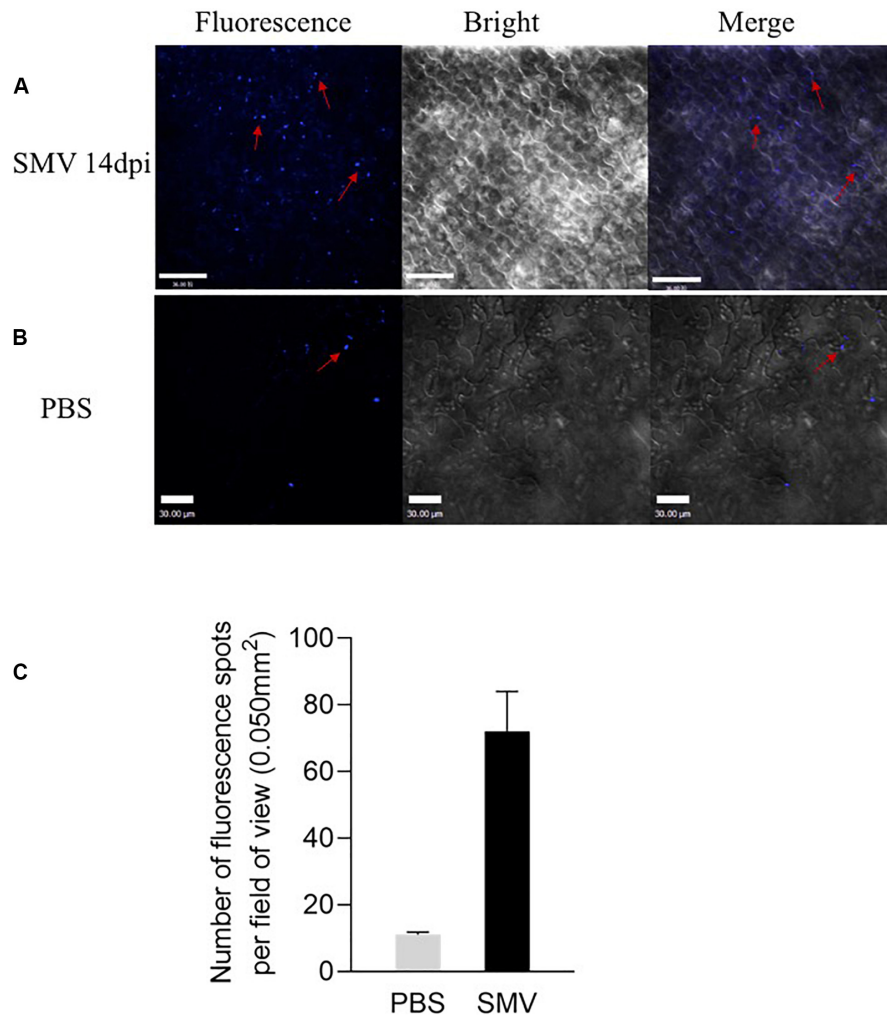 Fluorescence Bright Merge
A
SMV 14dpi
B
PBS
30.00 µm 30.00 µm 30.00 µm
C
Number of fluorescence spots
per field of view (0.050mm²)
100
80
60
40
20
0
PBS SMV